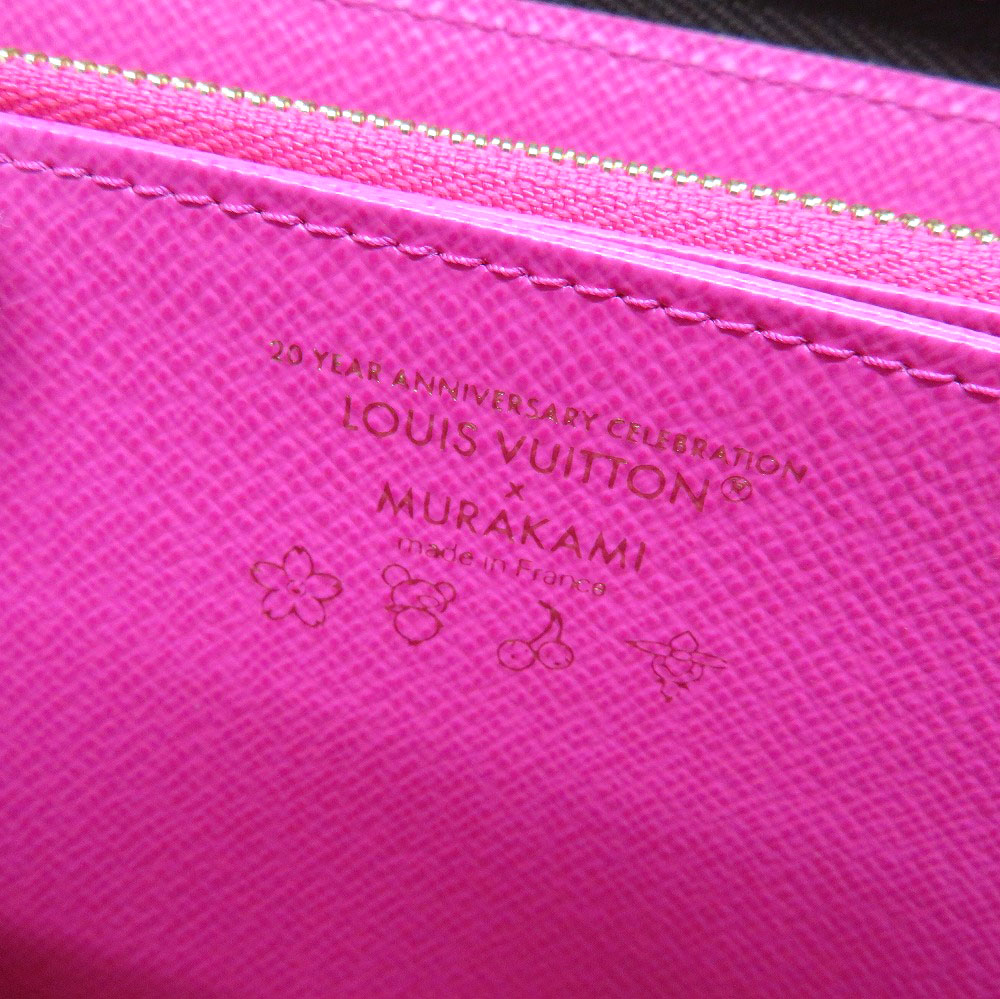 20 YEAR ANNIVERSARY CELEBRATION
LOUIS VUITTON®
x
MURAKAMI
made in France